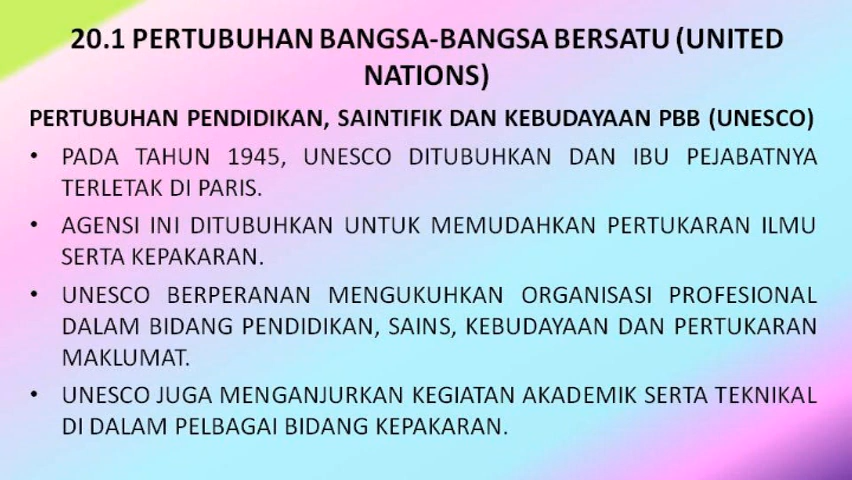 20.1 PERTUBUHAN BANGSA-BANGSA BERSATU (UNITED
NATIONS)
PERTUBUHAN PENDIDIKAN, SAINTIFIK DAN KEBUDAYAAN PBB (UNESCO)
• PADA TAHUN 1945, UNESCO DITUBUHKAN DAN IBU PEJABATNYA
TERLETAK DI PARIS.
• AGENSI INI DITUBUHKAN UNTUK MEMUDAHKAN PERTUKARAN ILMU
SERTA KEPAKARAN.
• UNESCO BERPERANAN MENGUKUHKAN ORGANISASI PROFESIONAL
DALAM BIDANG PENDIDIKAN, SAINS, KEBUDAYAAN DAN PERTUKARAN
MAKLUMAT.
• UNESCO JUGA MENGANJURKAN KEGIATAN AKADEMIK SERTA TEKNIKAL
DI DALAM PELBAGAI BIDANG KEPAKARAN.